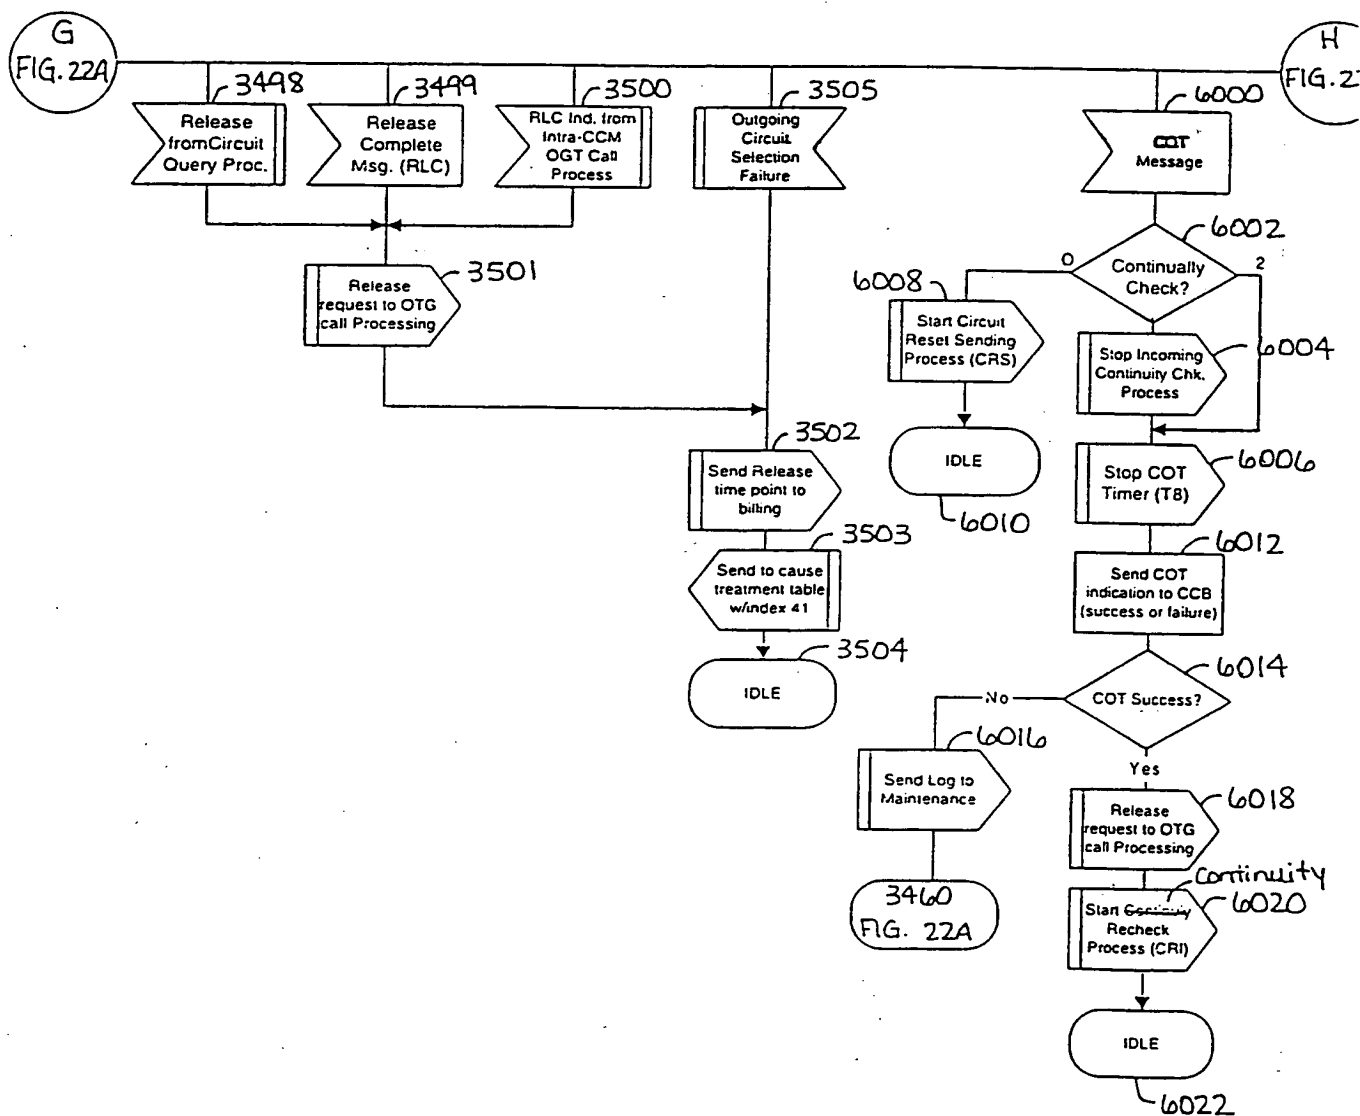 G
FIG. 22A
H
FIG. 2
3498
3499
3500
3505
6000
Release
from Circuit
Query Proc.
Release
Complete
Msg. (RLC)
RLC Ind. from
Intra-CCM
OGT Call
Process
Outgoing
Circuit
Selection
Failure
COT
Message
6002
0
2
Continually
Check?
3501
Release
request to OTG
call Processing
6008
Start Circuit
Reset Sending
Process (CRS)
6004
Stop Incoming
Continuity Chk.
Process
IDLE
6010
3502
Send Release
time point to
billing
6006
Stop COT
Timer (T8)
3503
Send to cause
treatment table
w/index 41
6012
Send COT
indication to CCB
(success or failure)
3504
IDLE
6014
COT Success?
No
Yes
6016
Send Log to
Maintenance
6018
Release
request to OTG
call Processing
3460
FIG. 22A
Continuity
6020
Start Continuiy
Recheck
Process (CRI)
IDLE
6022